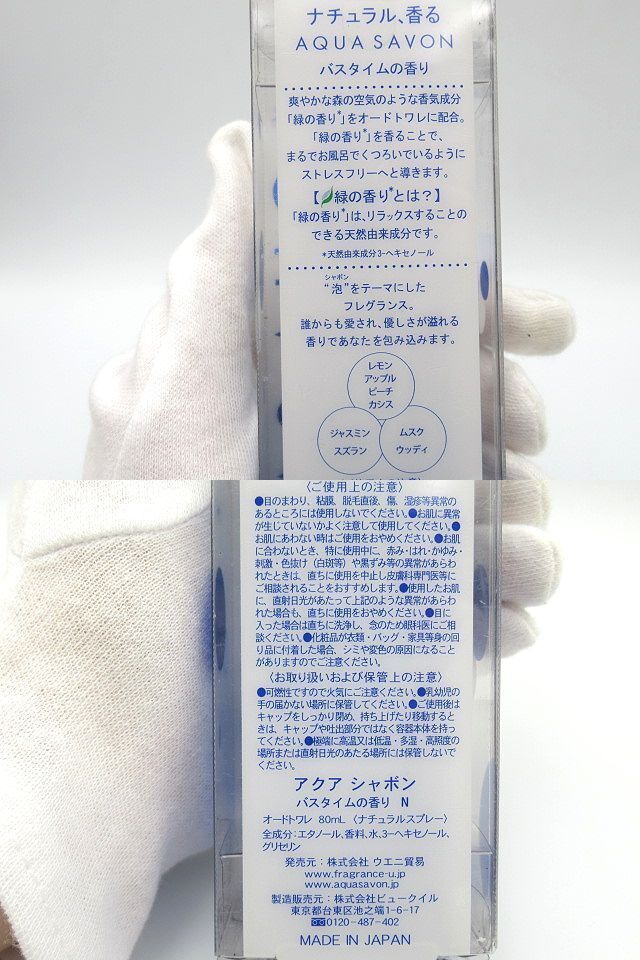 ナチュラル、香る
AQUA SAVON
バスタイムの香り
爽やかな森の空気のような香気成分
「緑の香り*」をオードトワレに配合。
「緑の香り*」を香ることで、
まるでお風呂でくつろいでいるように
ストレスフリーへと導きます。
【緑の香り*とは？】
「緑の香り*」は、リラックスすることの
できる天然由来成分です。
*天然由来成分3-ヘキセノール
シャボン
“泡”をテーマにした
フレグランス。
誰からも愛され、優しさが溢れる
香りであなたを包み込みます。
レモン
アップル
ピーチ
カシス
ジャスミン
スズラン
ムスク
ウッディ
〈ご使用上の注意〉
●目のまわり、粘膜、脱毛直後、傷、湿疹等異常の
あるところには使用しないでください。●お肌に異常
が生じていないかよく注意して使用してください。●
お肌にあわない時はご使用をおやめください。●お肌
に合わないとき、特に使用中に、赤み・はれ・かゆみ・
刺激・色抜け（白斑等）や黒ずみ等の異常があらわ
れたときは、直ちに使用を中止し皮膚科専門医等に
ご相談されることをおすすめします。●使用したお肌
に、直射日光があたって上記のような異常があらわ
れた場合も、直ちに使用をおやめください。●目に
入った場合は直ちに洗浄し、念のため眼科医にご相
談ください。●化粧品が衣類・バッグ・家具等身の回
り品に付着した場合、シミや変色の原因になること
がありますのでご注意ください。
〈お取り扱いおよび保管上の注意〉
●可燃性ですので火気にご注意ください。●乳幼児の
手の届かない場所に保管してください。●ご使用後は
キャップをしっかり閉め、持ち上げたり移動すると
きは、キャップや吐出部分ではなく容器本体を持っ
てください。●極端に高温又は低温・多湿・高照度の
場所または直射日光のあたる場所には保管しないで
ください。
アクア シャボン
バスタイムの香り N
オードトワレ 80mL 〈ナチュラルスプレー〉
全成分：エタノール、香料、水、3-ヘキセノール、
グリセリン
発売元：株式会社 ウエニ貿易
www.fragrance-u.jp
www.aquasavon.jp
製造販売元：株式会社ビュークイル
東京都台東区池之端1-6-17
0120-487-402
MADE IN JAPAN